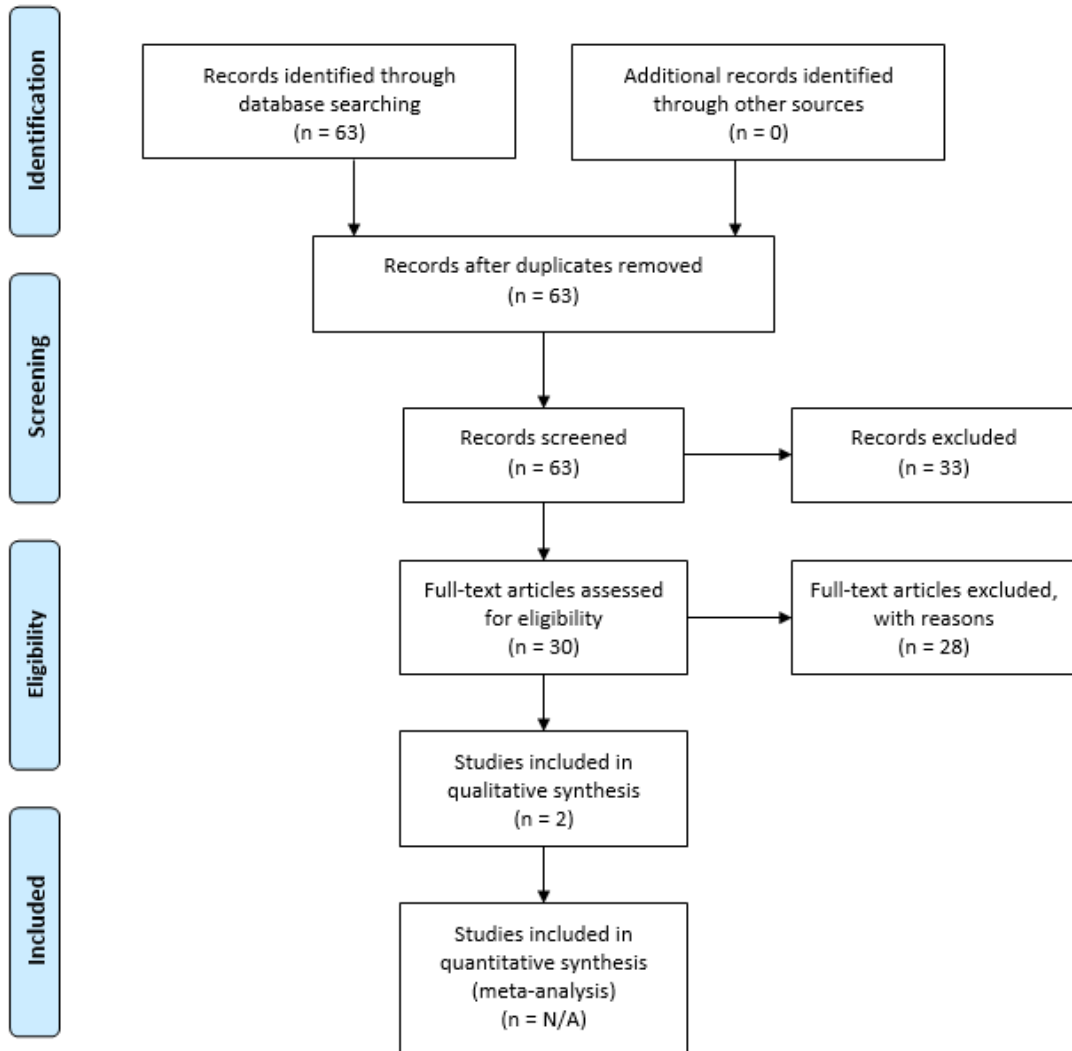 Identification
Records identified through
database searching
(n = 63)
Additional records identified
through other sources
(n = 0)
Records after duplicates removed
(n = 63)
Screening
Records screened
(n = 63)
Records excluded
(n = 33)
Eligibility
Full-text articles assessed
for eligibility
(n = 30)
Full-text articles excluded,
with reasons
(n = 28)
Studies included in
qualitative synthesis
(n = 2)
Included
Studies included in
quantitative synthesis
(meta-analysis)
(n = N/A)